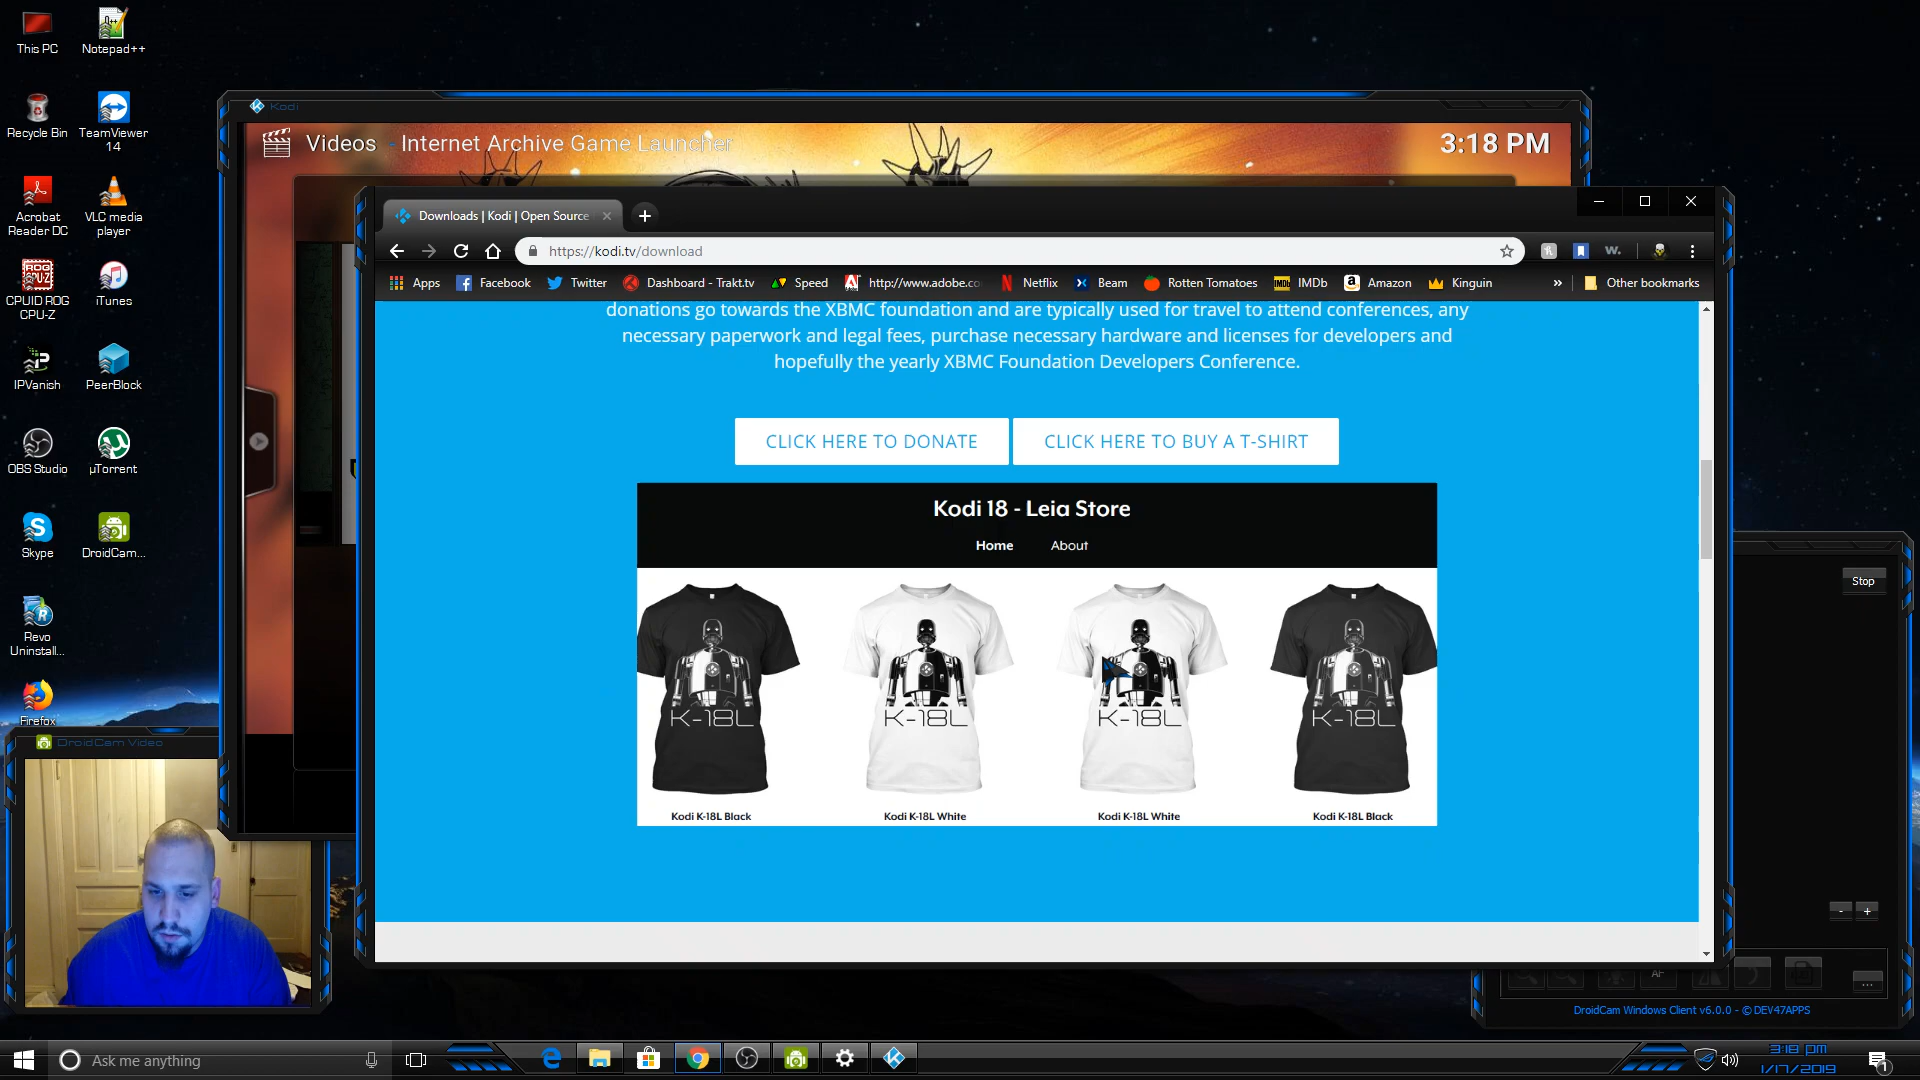 This PC
Notepad++
Recycle Bin
TeamViewer
14
Acrobat
Reader DC
VLC media
player
CPUID ROG
CPU-Z
iTunes
IPVanish
PeerBlock
OBS Studio
µTorrent
Skype
DroidCam...
Revo
Uninstall...
Firefox
Kodi
Videos - Internet Archive Game Launcher
3:18 PM
Downloads | Kodi | Open Source
https://kodi.tv/download
Apps
Facebook
Twitter
Dashboard - Trakt.tv
Speed
http://www.adobe.co
Netflix
Beam
Rotten Tomatoes
IMDb
Amazon
Kinguin
»
Other bookmarks
donations go towards the XBMC foundation and are typically used for travel to attend conferences, any
necessary paperwork and legal fees, purchase necessary hardware and licenses for developers and
hopefully the yearly XBMC Foundation Developers Conference.
CLICK HERE TO DONATE
CLICK HERE TO BUY A T-SHIRT
Kodi 18 - Leia Store
Home
About
K-18L
K-18L
K-18L
K-18L
Kodi K-18L Black
Kodi K-18L White
Kodi K-18L White
Kodi K-18L Black
Stop
- +
AF
...
DroidCam Windows Client v6.0.0 - © DEV47APPS
DroidCam Video
Ask me anything
3:18 PM
1/17/2019
1